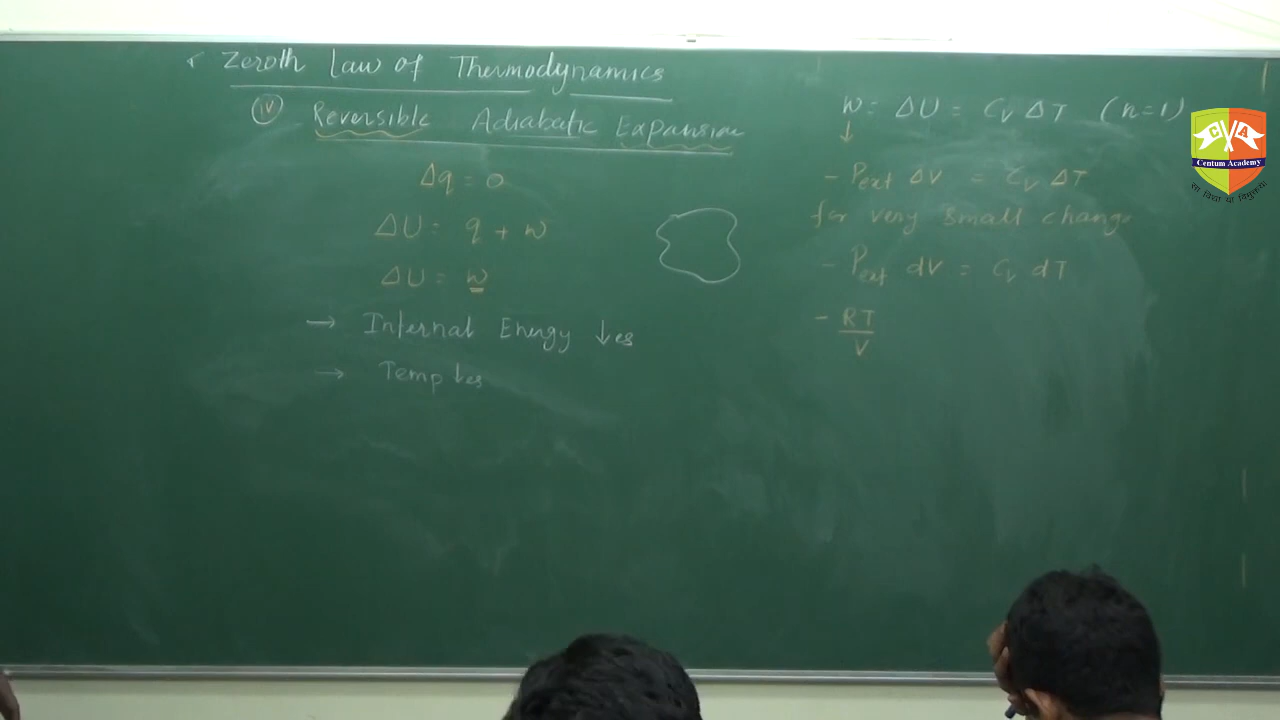 Zeroth Law of Thermodynamics
(iv) Reversible Adiabatic Expansion
Δq = 0
ΔU = q + w
ΔU = w
→ Internal Energy ↓es
→ Temp ↓es
w = ΔU = Cv ΔT (n=1)
↓
- Pext ΔV = Cv ΔT
for very small change
- Pext dV = Cv dT
- RT
V
C A
Centum Academy
सा विद्या या विमुक्तये